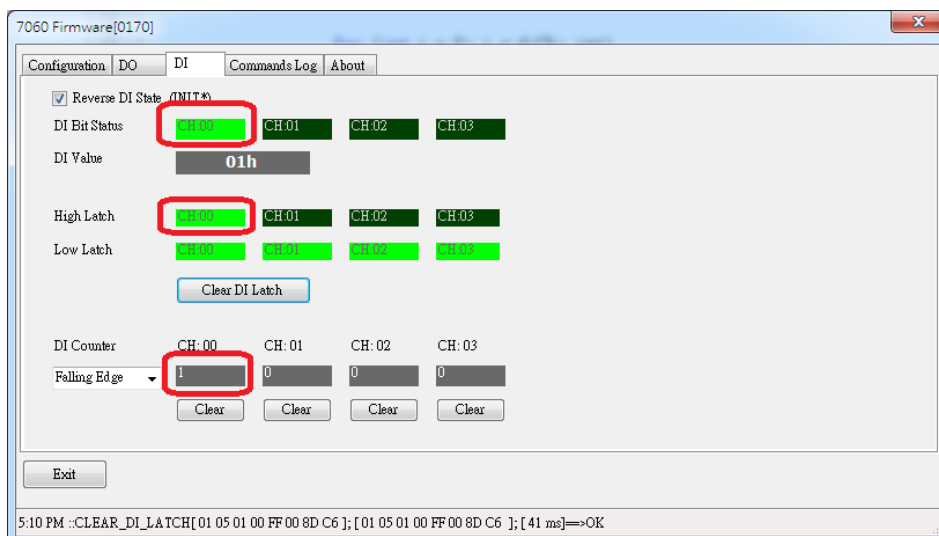 7060 Firmware[0170]
Configuration DO DI Commands Log About
Reverse DI State (INIT*)
DI Bit Status CH:00 CH:01 CH:02 CH:03
DI Value 01h
High Latch CH:00 CH:01 CH:02 CH:03
Low Latch CH:00 CH:01 CH:02 CH:03
Clear DI Latch
DI Counter CH: 00 CH: 01 CH: 02 CH: 03
Falling Edge 1 0 0 0
Clear Clear Clear Clear
Exit
5:10 PM ::CLEAR_DI_LATCH[ 01 05 01 00 FF 00 8D C6 ]; [ 01 05 01 00 FF 00 8D C6 ]; [ 41 ms]==>OK